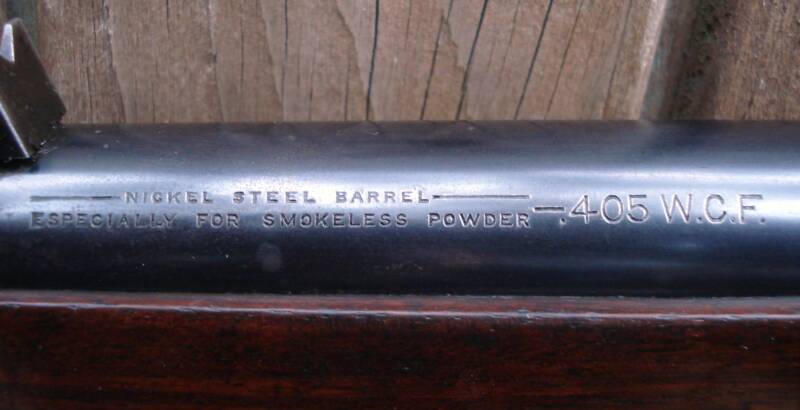 NICKEL STEEL BARREL
ESPECIALLY FOR SMOKELESS POWDER —.405 W.C.F.